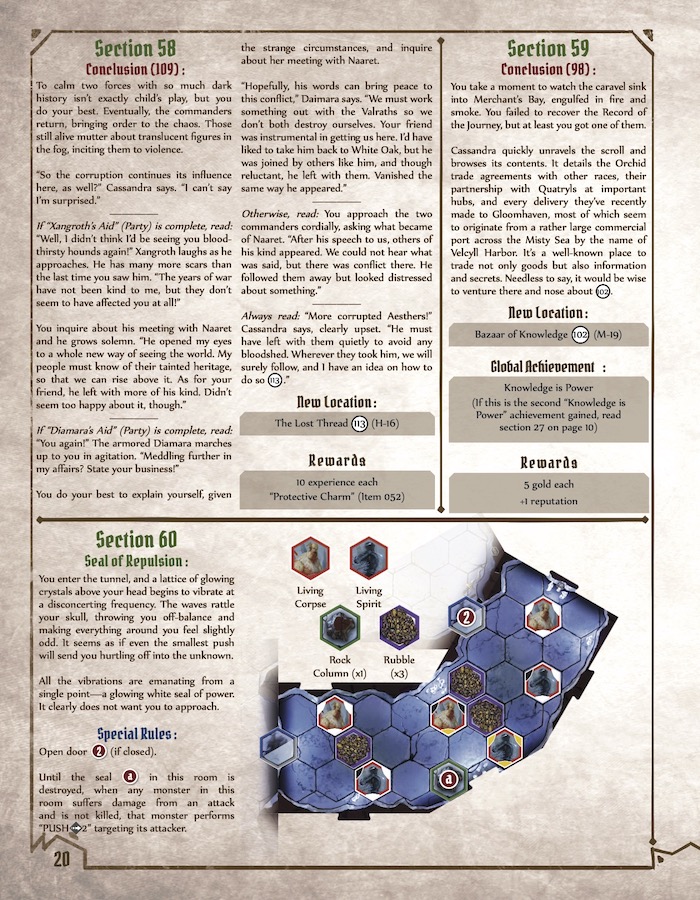 Section 58
Conclusion (109) :
To calm two forces with so much dark
history isn't exactly child's play, but you
do your best. Eventually, the commanders
return, bringing order to the chaos. Those
still alive mutter about translucent figures in
the fog, inciting them to violence.
"So the corruption continues its influence
here, as well?" Cassandra says. "I can't say
I'm surprised."
If "Xangroth's Aid" (Party) is complete, read:
"Well, I didn't think I'd be seeing you blood-
thirsty hounds again!" Xangroth laughs as he
approaches. He has many more scars than
the last time you saw him. "The years of war
have not been kind to me, but they don't
seem to have affected you at all!"
You inquire about his meeting with Naaret
and he grows solemn. "He opened my eyes
to a whole new way of seeing the world. My
people must know of their tainted heritage,
so that we can rise above it. As for your
friend, he left with more of his kind. Didn't
seem too happy about it, though."
If "Diamara's Aid" (Party) is complete, read:
"You again!" The armored Diamara marches
up to you in agitation. "Meddling further in
my affairs? State your business!"
You do your best to explain yourself, given
the strange circumstances, and inquire
about her meeting with Naaret.
"Hopefully, his words can bring peace to
this conflict," Daimara says. "We must work
something out with the Valraths so we
don't both destroy ourselves. Your friend
was instrumental in getting us here. I'd have
liked to take him back to White Oak, but he
was joined by others like him, and though
reluctant, he left with them. Vanished the
same way he appeared."
Otherwise, read: You approach the two
commanders cordially, asking what became
of Naaret. "After his speech to us, others of
his kind appeared. We could not hear what
was said, but there was conflict there. He
followed them away but looked distressed
about something."
Always read: "More corrupted Aesthers!"
Cassandra says, clearly upset. "He must
have left with them quietly to avoid any
bloodshed. Wherever they took him, we will
surely follow, and I have an idea on how to
do so 113."
New Location:
The Lost Thread 113 (H-16)
Rewards
10 experience each
"Protective Charm" (Item 052)
Section 59
Conclusion (98) :
You take a moment to watch the caravel sink
into Merchant's Bay, engulfed in fire and
smoke. You failed to recover the Record of
the Journey, but at least you got one of them.
Cassandra quickly unravels the scroll and
browses its contents. It details the Orchid
trade agreements with other races, their
partnership with Quatryls at important
hubs, and every delivery they've recently
made to Gloomhaven, most of which seem
to originate from a rather large commercial
port across the Misty Sea by the name of
Velcyll Harbor. It's a well-known place to
trade not only goods but also information
and secrets. Needless to say, it would be wise
to venture there and nose about 102.
New Location:
Bazaar of Knowledge 102 (M-19)
Global Achievement :
Knowledge is Power
(If this is the second "Knowledge is
Power" achievement gained, read
section 27 on page 10)
Rewards
5 gold each
+1 reputation
Section 60
Seal of Repulsion :
You enter the tunnel, and a lattice of glowing
crystals above your head begins to vibrate at
a disconcerting frequency. The waves rattle
your skull, throwing you off-balance and
making everything around you feel slightly
odd. It seems as if even the smallest push
will send you hurtling off into the unknown.
All the vibrations are emanating from a
single point—a glowing white seal of power.
It clearly does not want you to approach.
Special Rules :
Open door 2 (if closed).
Until the seal a in this room is
destroyed, when any monster in this
room suffers damage from an attack
and is not killed, that monster performs
"PUSH 2" targeting its attacker.
Living
Corpse
Living
Spirit
Rock
Column (x1)
Rubble
(x3)
2
a
20